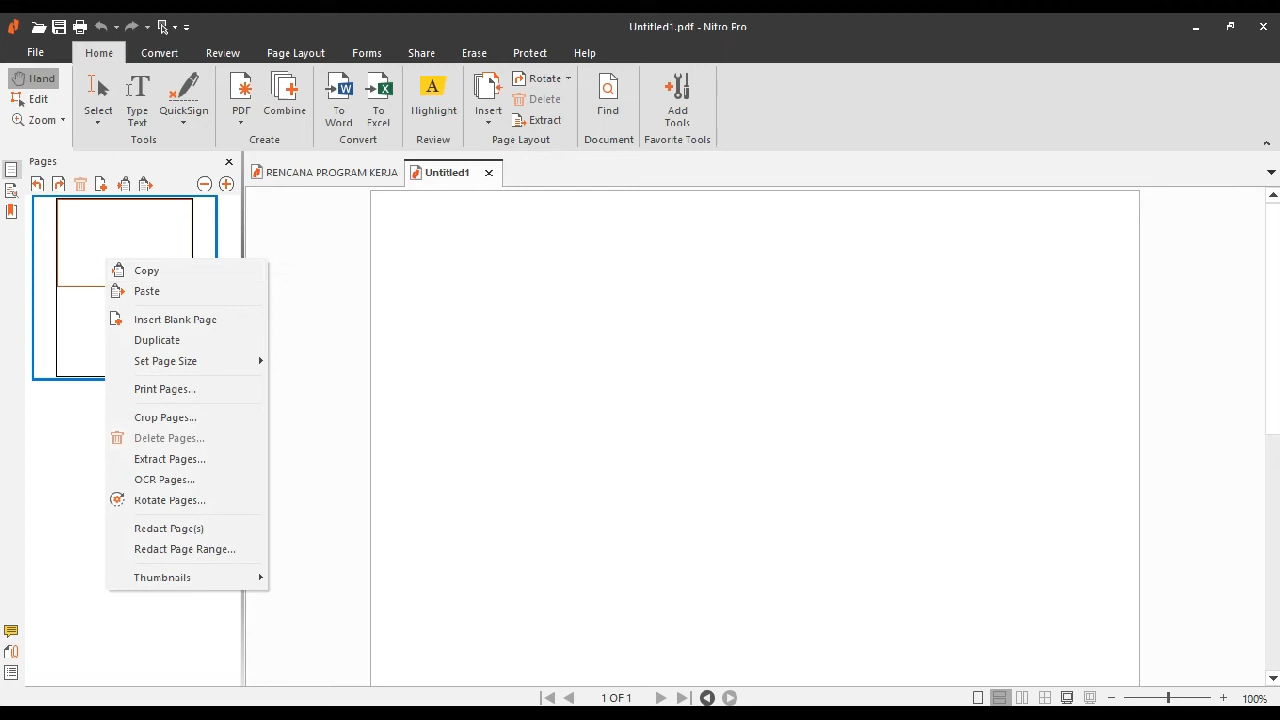 Untitled1.pdf - Nitro Pro
File Home Convert Review Page Layout Forms Share Erase Protect Help
Hand
Edit
Zoom
Select
Type Text
QuickSign
Tools
PDF
Combine
Create
To Word
To Excel
Convert
A
Highlight
Review
Insert
Rotate
Delete
Extract
Page Layout
Find
Document
Add Tools
Favorite Tools
Pages
RENCANA PROGRAM KERJA
Untitled1
Copy
Paste
Insert Blank Page
Duplicate
Set Page Size
Print Pages...
Crop Pages...
Delete Pages...
Extract Pages...
OCR Pages...
Rotate Pages...
Redact Page(s)
Redact Page Range...
Thumbnails
1 OF 1
100%